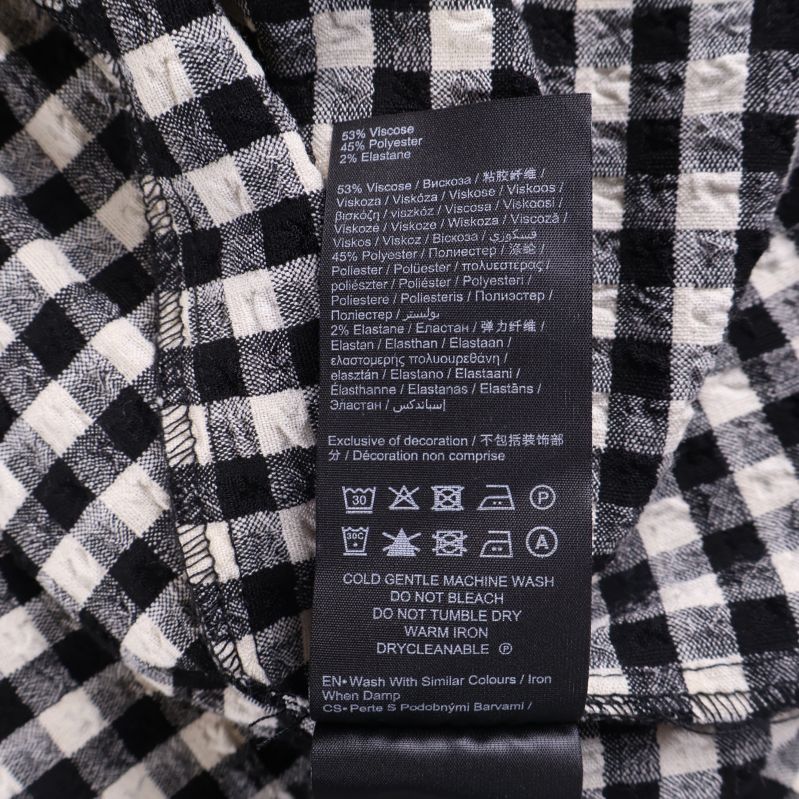 53% Viscose
45% Polyester
2% Elastane
53% Viscose / Вискоза / 粘胶纤维 /
Viskoza / Viskóza / Viskose / Viskoos /
βισκόζη / viszkóz / Viscosa / Viskoosi /
Viskozė / Viskoze / Wiskoza / Viscoză /
Viskos / Viskoz / Віскоза / فسكوزي /
45% Polyester / Полиестер / 涤纶 /
Poliester / Polüester / πολυεστερας /
poliészter / Poliéster / Polyesteri /
Poliestere / Poliesteris / Полиэстер /
Поліестер / بوليستر /
2% Elastane / Еластан / 弹力纤维 /
Elastan / Elasthan / Elastaan /
ελαστομερής πολυουρεθάνη /
elasztán / Elastano / Elastaani /
Élasthanne / Elastanas / Elastāns /
Эластан / إسباندكس /
Exclusive of decoration / 不包括装饰部
分 / Décoration non comprise
30 P
30C A
COLD GENTLE MACHINE WASH
DO NOT BLEACH
DO NOT TUMBLE DRY
WARM IRON
DRYCLEANABLE Ⓟ
EN•Wash With Similar Colours / Iron
When Damp
CS•Perte S Podobnými Barvami /